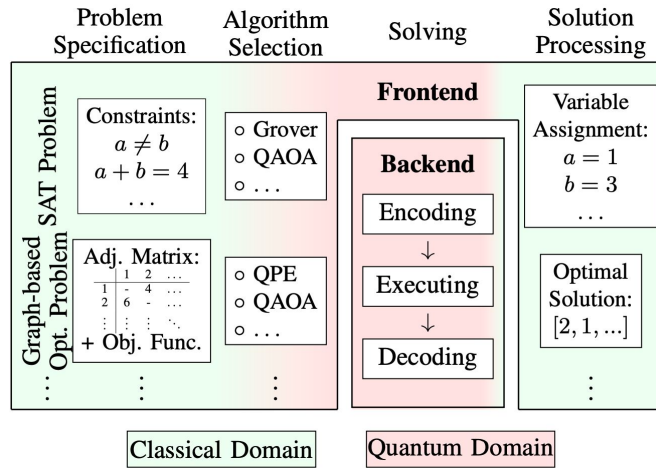 Problem Specification
Algorithm Selection
Solving
Solution Processing
Frontend
SAT Problem
Constraints:
a ≠ b
a + b = 4
...
Grover
QAOA
...
Backend
Encoding
↓
Executing
↓
Decoding
Variable
Assignment:
a = 1
b = 3
...
Graph-based
Opt. Problem
Adj. Matrix:
1 2 ...
1 - 4 ...
2 6 - ...
⋮ ⋮ ⋮ ⋱
+ Obj. Func.
QPE
QAOA
...
Optimal
Solution:
[2, 1, ...]
⋮ ⋮ ⋮ ⋮
Classical Domain
Quantum Domain